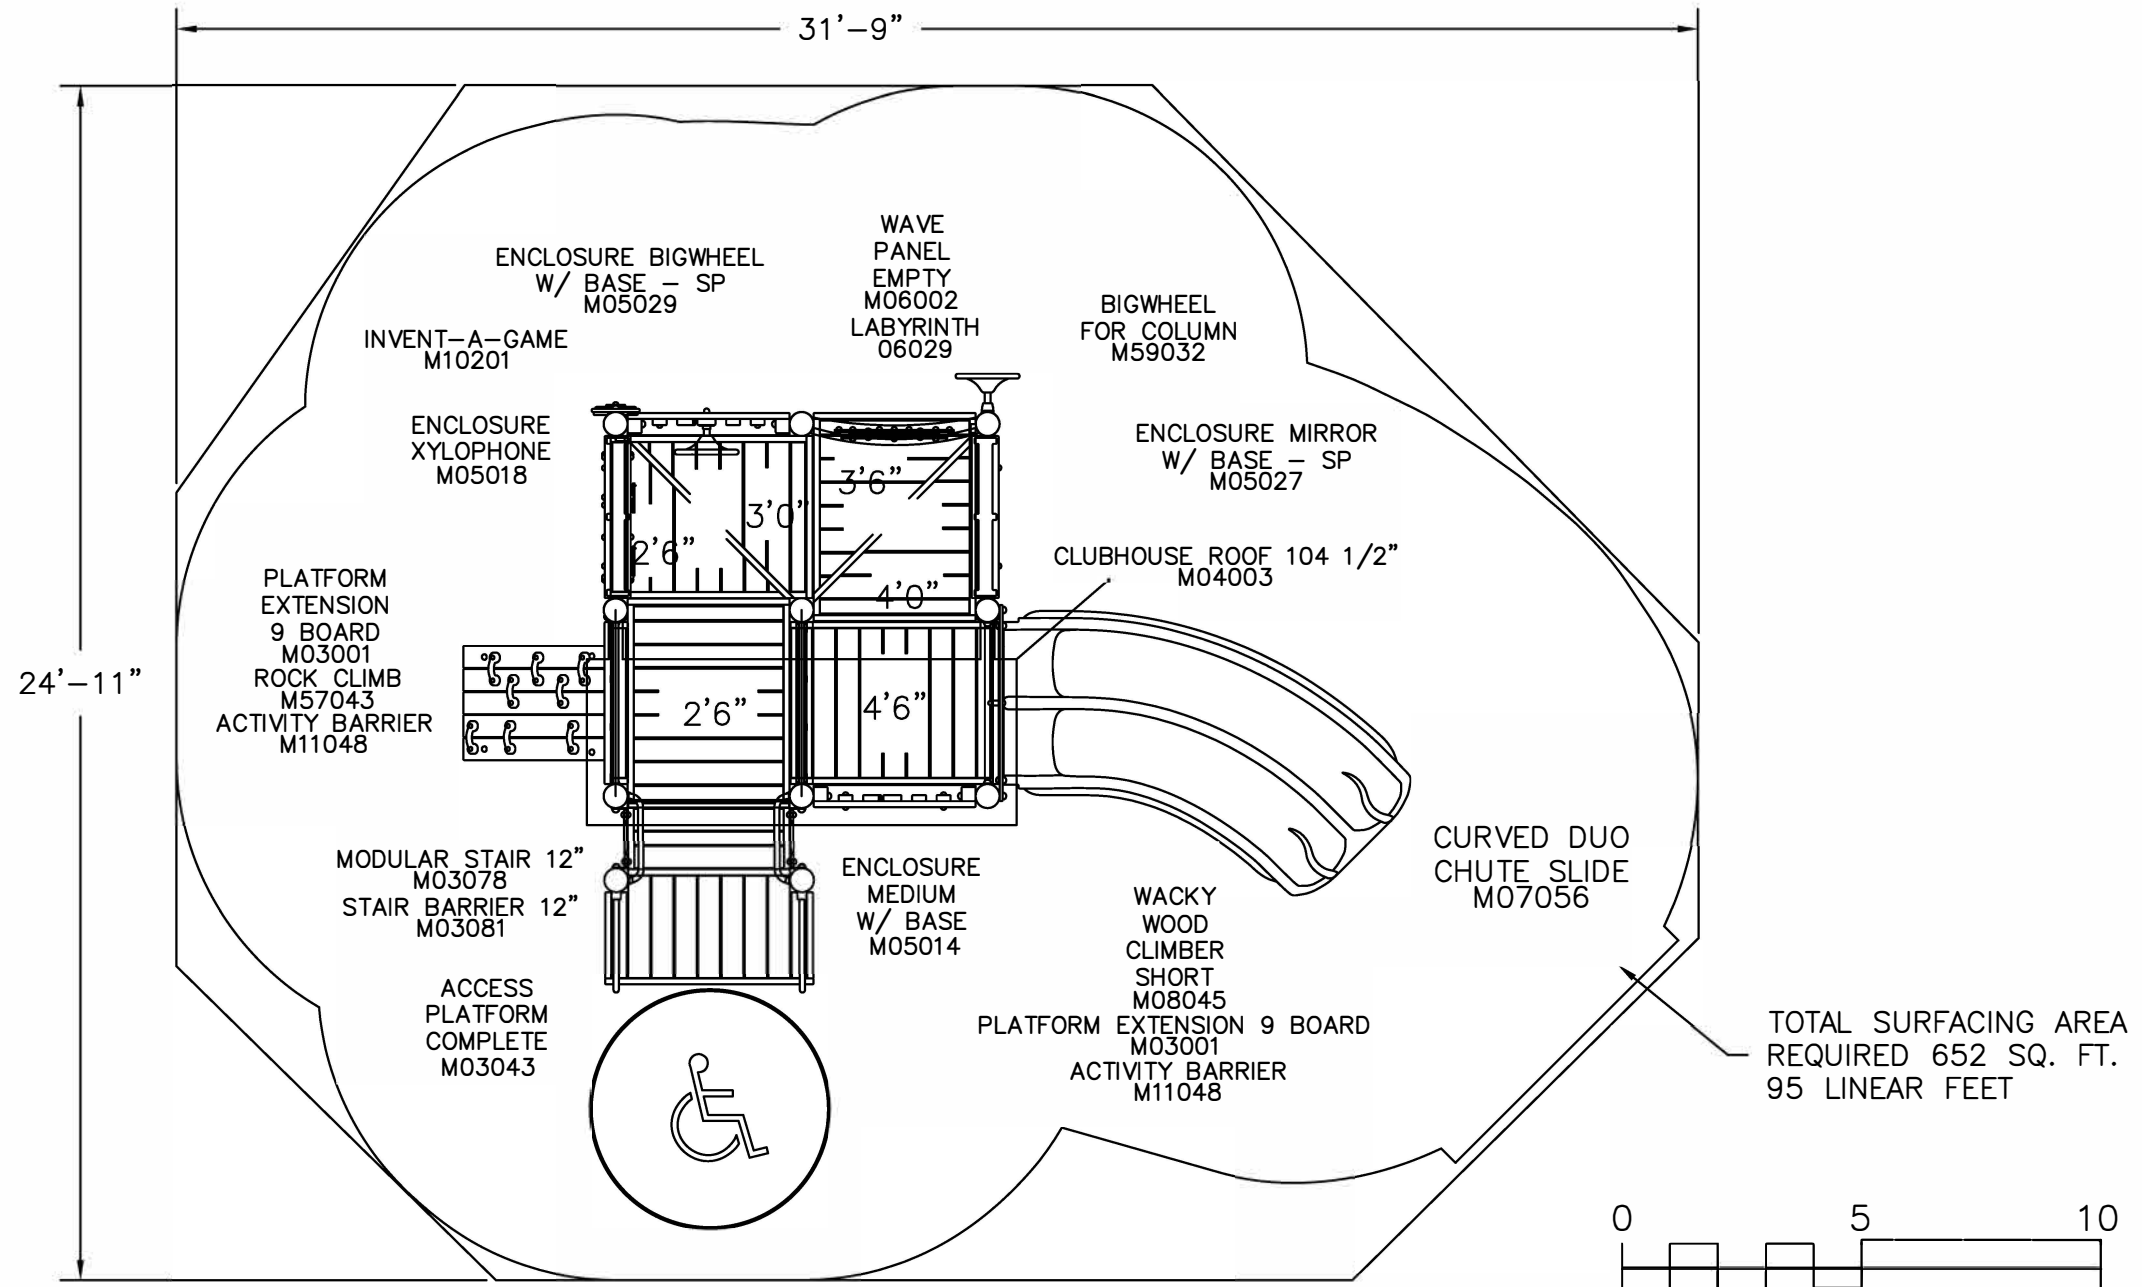 31'-9"
24'-11"
WAVE
PANEL
EMPTY
M06002
LABYRINTH
06029
ENCLOSURE BIGWHEEL
W/ BASE - SP
M05029
BIGWHEEL
FOR COLUMN
M59032
INVENT-A-GAME
M10201
ENCLOSURE
XYLOPHONE
M05018
ENCLOSURE MIRROR
W/ BASE - SP
M05027
3'6"
3'0"
2'6"
4'0"
CLUBHOUSE ROOF 104 1/2"
M04003
PLATFORM
EXTENSION
9 BOARD
M03001
ROCK CLIMB
M57043
ACTIVITY BARRIER
M11048
2'6"
4'6"
MODULAR STAIR 12"
M03078
STAIR BARRIER 12"
M03081
ENCLOSURE
MEDIUM
W/ BASE
M05014
CURVED DUO
CHUTE SLIDE
M07056
ACCESS
PLATFORM
COMPLETE
M03043
WACKY
WOOD
CLIMBER
SHORT
M08045
PLATFORM EXTENSION 9 BOARD
M03001
ACTIVITY BARRIER
M11048
TOTAL SURFACING AREA
REQUIRED 652 SQ. FT.
95 LINEAR FEET
0 5 10